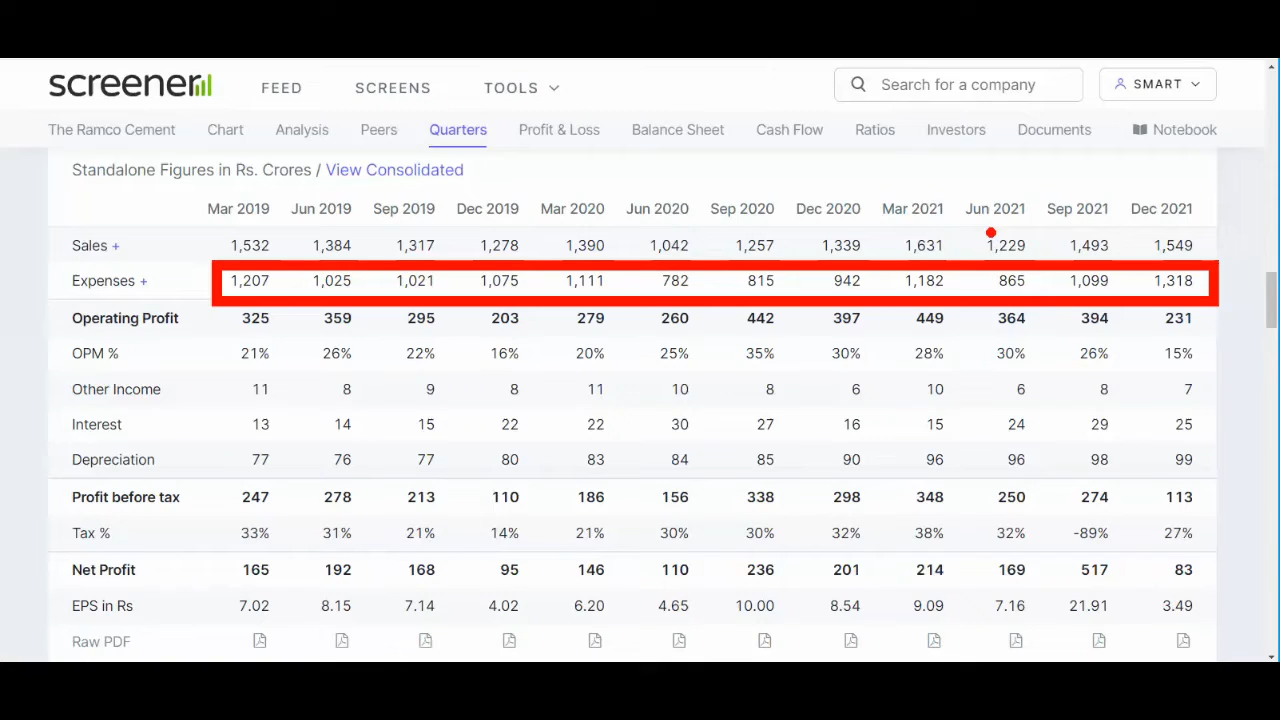 screener FEED SCREENS TOOLS Search for a company SMART
The Ramco Cement Chart Analysis Peers Quarters Profit & Loss Balance Sheet Cash Flow Ratios Investors Documents Notebook
Standalone Figures in Rs. Crores / View Consolidated
Mar 2019 Jun 2019 Sep 2019 Dec 2019 Mar 2020 Jun 2020 Sep 2020 Dec 2020 Mar 2021 Jun 2021 Sep 2021 Dec 2021
Sales + 1,532 1,384 1,317 1,278 1,390 1,042 1,257 1,339 1,631 1,229 1,493 1,549
Expenses + 1,207 1,025 1,021 1,075 1,111 782 815 942 1,182 865 1,099 1,318
Operating Profit 325 359 295 203 279 260 442 397 449 364 394 231
OPM % 21% 26% 22% 16% 20% 25% 35% 30% 28% 30% 26% 15%
Other Income 11 8 9 8 11 10 8 6 10 6 8 7
Interest 13 14 15 22 22 30 27 16 15 24 29 25
Depreciation 77 76 77 80 83 84 85 90 96 96 98 99
Profit before tax 247 278 213 110 186 156 338 298 348 250 274 113
Tax % 33% 31% 21% 14% 21% 30% 30% 32% 38% 32% -89% 27%
Net Profit 165 192 168 95 146 110 236 201 214 169 517 83
EPS in Rs 7.02 8.15 7.14 4.02 6.20 4.65 10.00 8.54 9.09 7.16 21.91 3.49
Raw PDF